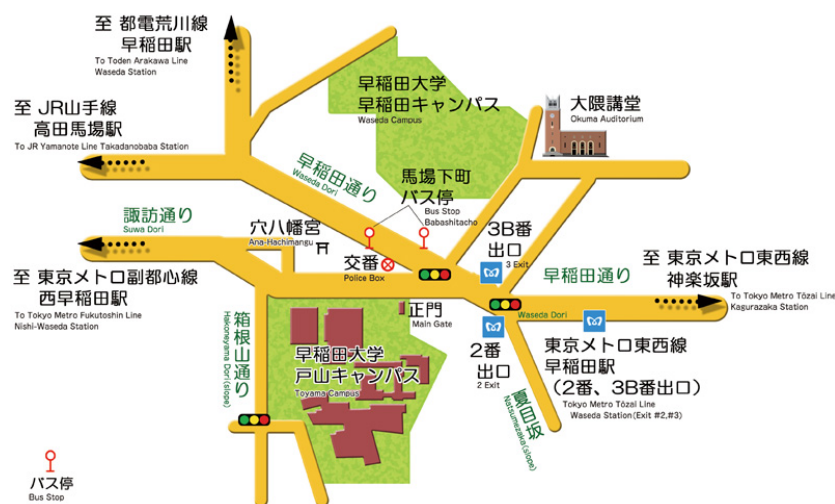 至 都電荒川線
早稲田駅
To Toden Arakawa Line
Waseda Station
至 JR山手線
高田馬場駅
To JR Yamanote Line Takadanobaba Station
早稲田大学
早稲田キャンパス
Waseda Campus
大隈講堂
Okuma Auditorium
早稲田通り
Waseda Dori
馬場下町
バス停
Bus Stop
Babashitacho
諏訪通り
Suwa Dori
穴八幡宮
Ana-Hachimangu
交番
Police Box
3B番
出口
3 Exit
早稲田通り
Waseda Dori
至 東京メトロ東西線
神楽坂駅
To Tokyo Metro Tōzai Line
Kagurazaka Station
至 東京メトロ副都心線
西早稲田駅
To Tokyo Metro Fukutoshin Line
Nishi-Waseda Station
箱根山通り
Hakoneyama Dori(slope)
正門
Main Gate
早稲田大学
戸山キャンパス
Toyama Campus
2番
出口
2 Exit
東京メトロ東西線
早稲田駅
(2番、3B番出口)
Tokyo Metro Tōzai Line
Waseda Station(Exit #2,#3)
夏目坂
Natsumezaka(slope)
バス停
Bus Stop